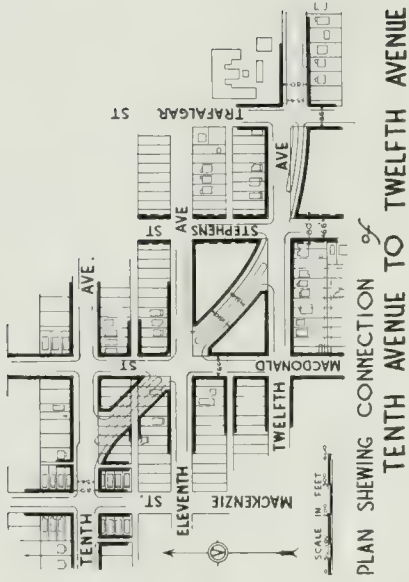 TRAFALGAR ST
STEPHENS ST
MACDONALD ST
MACKENZIE ST.
TENTH AVE.
ELEVENTH AVE
TWELFTH AVE
N
SCALE IN FEET
PLAN SHEWING CONNECTION of
TENTH AVENUE TO TWELFTH AVENUE